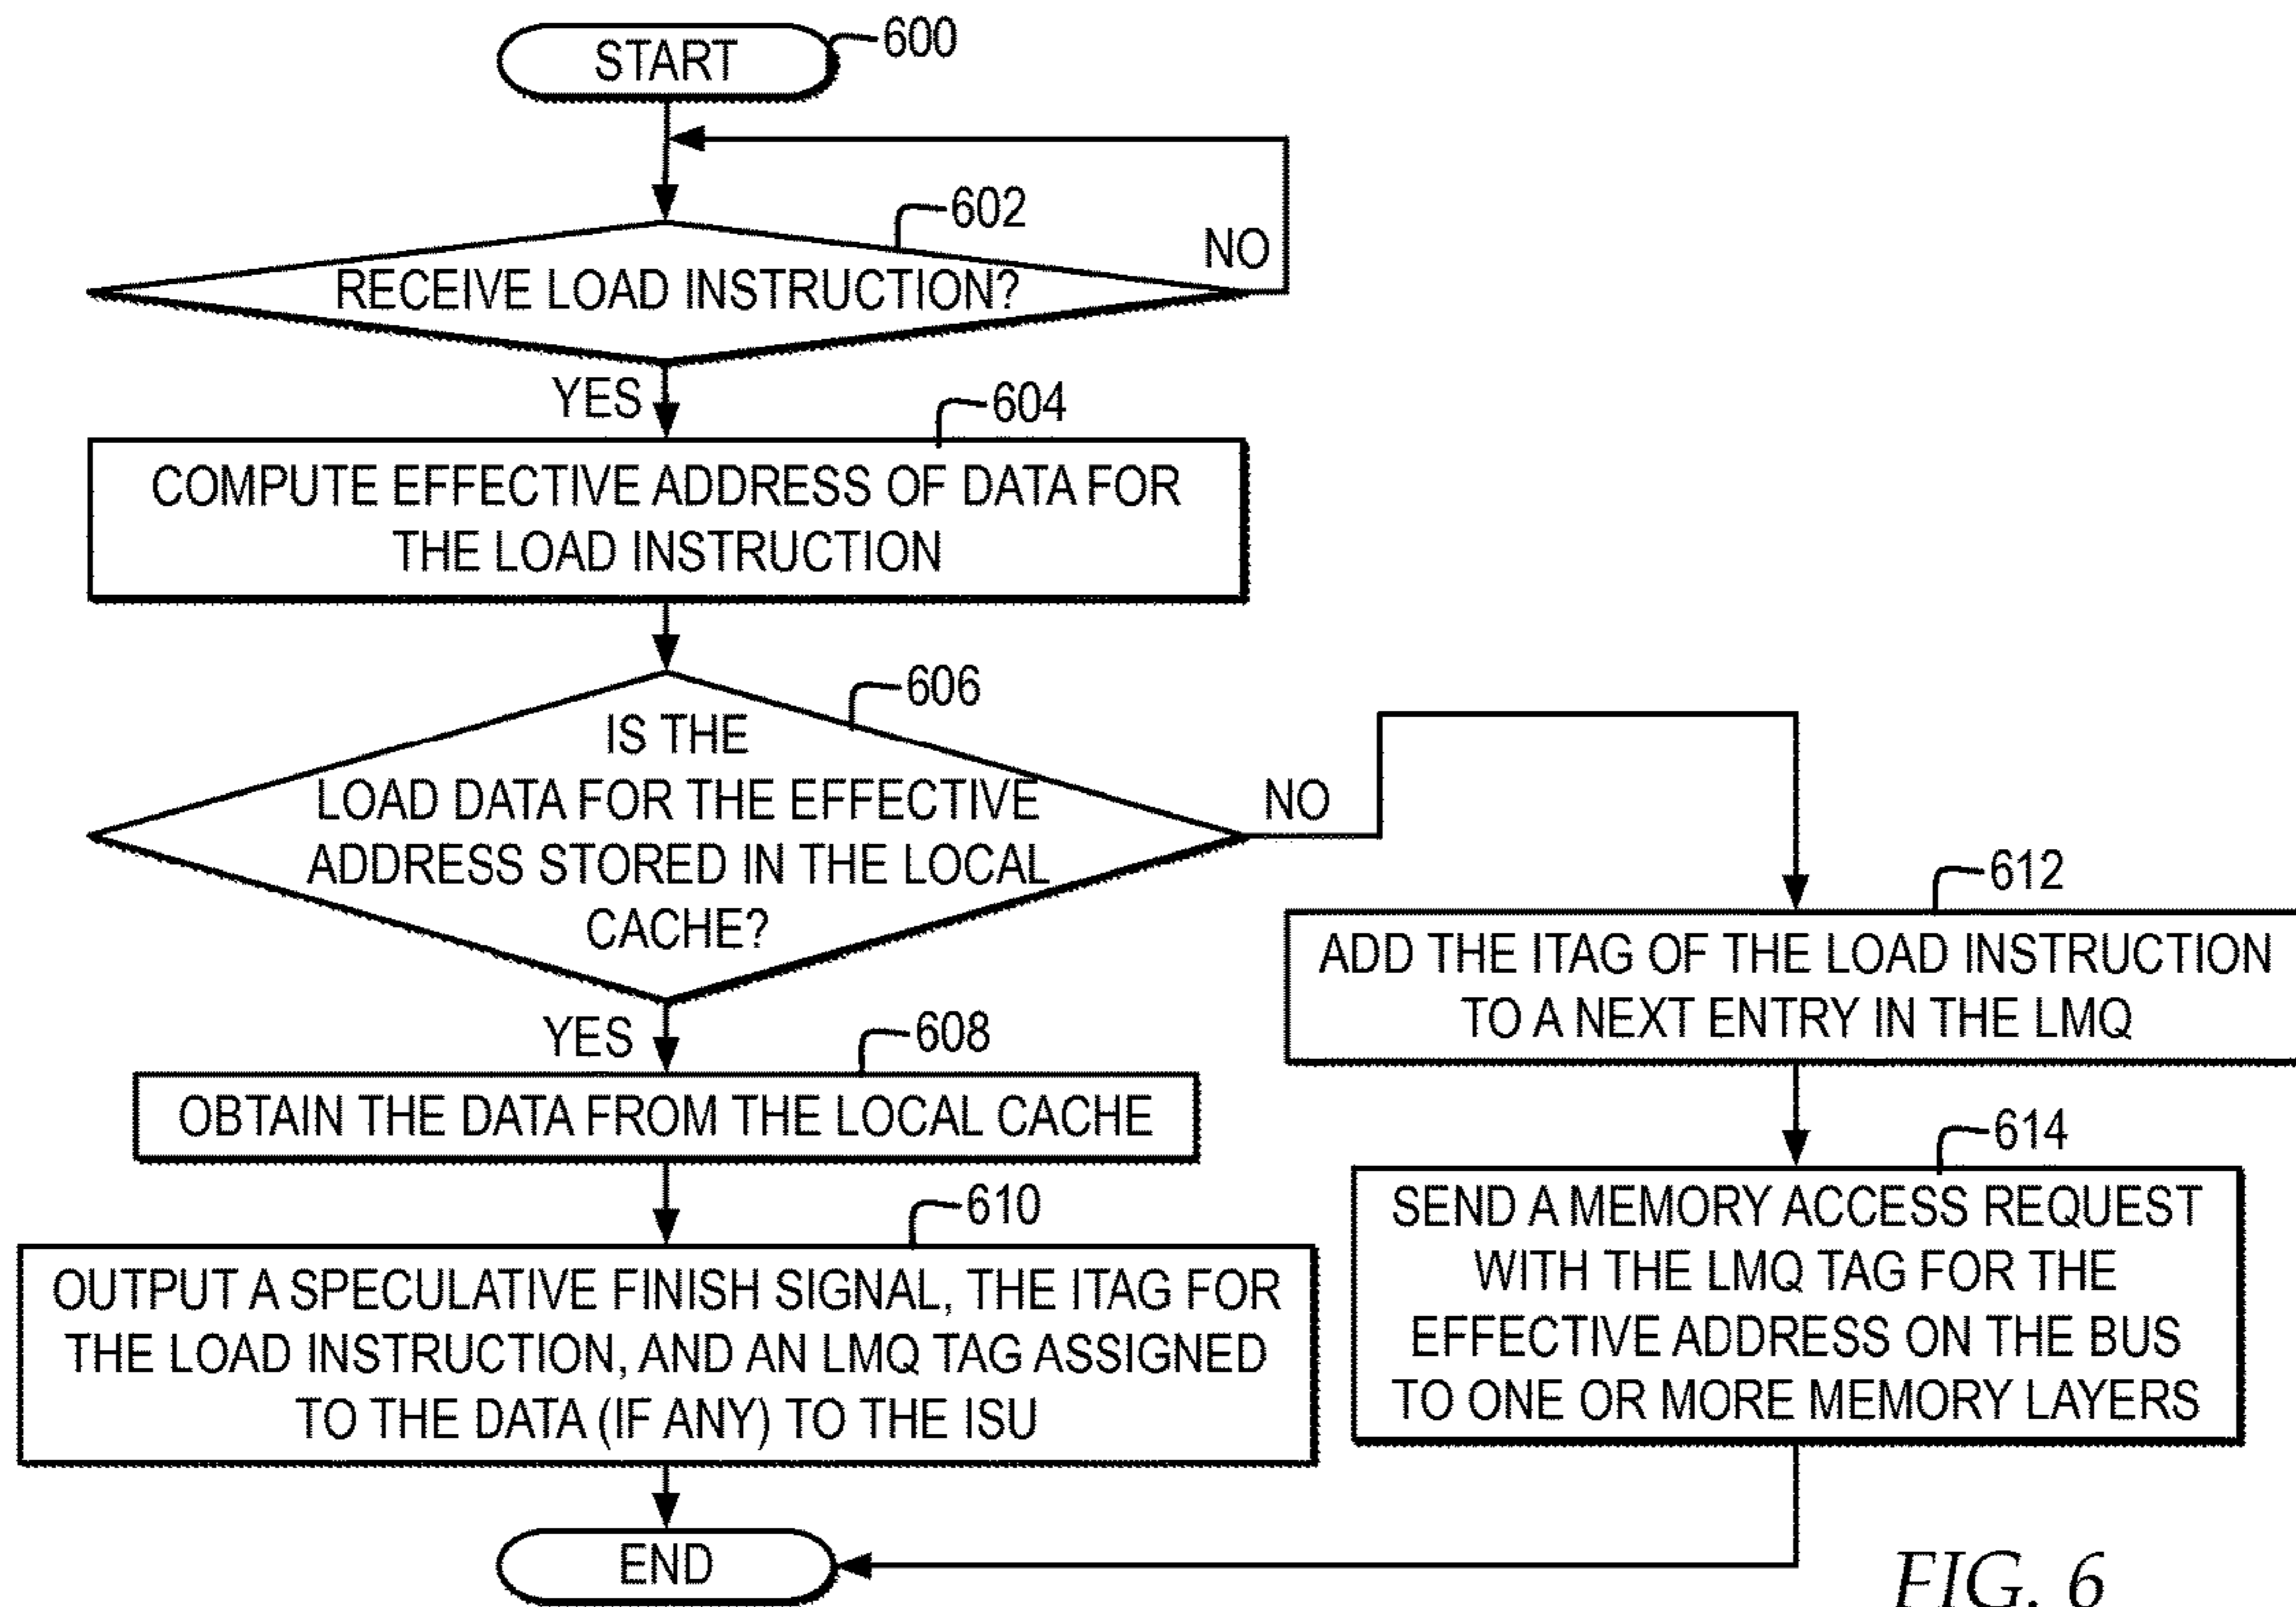 START
600
602
RECEIVE LOAD INSTRUCTION?
NO
YES
604
COMPUTE EFFECTIVE ADDRESS OF DATA FOR
THE LOAD INSTRUCTION
606
IS THE
LOAD DATA FOR THE EFFECTIVE
ADDRESS STORED IN THE LOCAL
CACHE?
NO
YES
608
OBTAIN THE DATA FROM THE LOCAL CACHE
610
OUTPUT A SPECULATIVE FINISH SIGNAL, THE ITAG FOR
THE LOAD INSTRUCTION, AND AN LMQ TAG ASSIGNED
TO THE DATA (IF ANY) TO THE ISU
612
ADD THE ITAG OF THE LOAD INSTRUCTION
TO A NEXT ENTRY IN THE LMQ
614
SEND A MEMORY ACCESS REQUEST
WITH THE LMQ TAG FOR THE
EFFECTIVE ADDRESS ON THE BUS
TO ONE OR MORE MEMORY LAYERS
END
FIG. 6